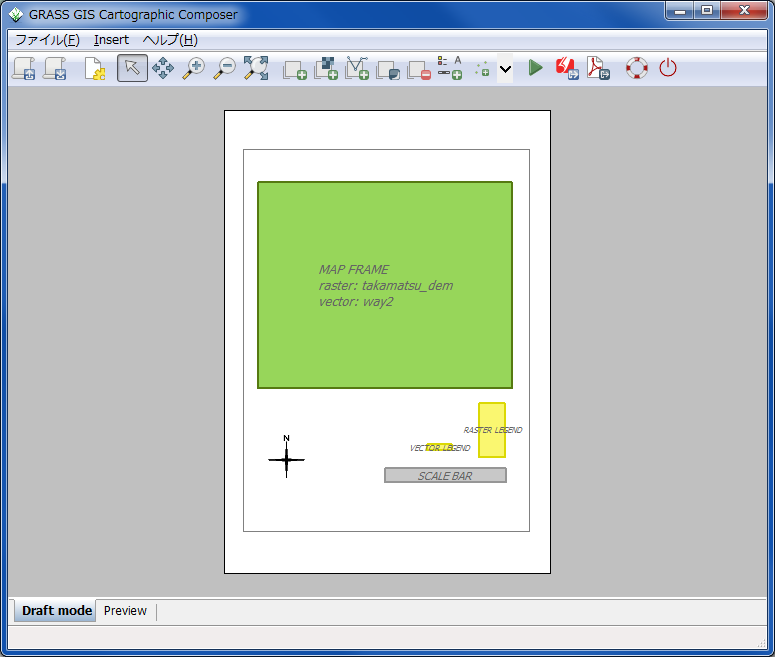 GRASS GIS Cartographic Composer
ファイル(F) Insert ヘルプ(H)
MAP FRAME
raster: takamatsu_dem
vector: way2
RASTER LEGEND
N
VECTOR LEGEND
SCALE BAR
Draft mode Preview